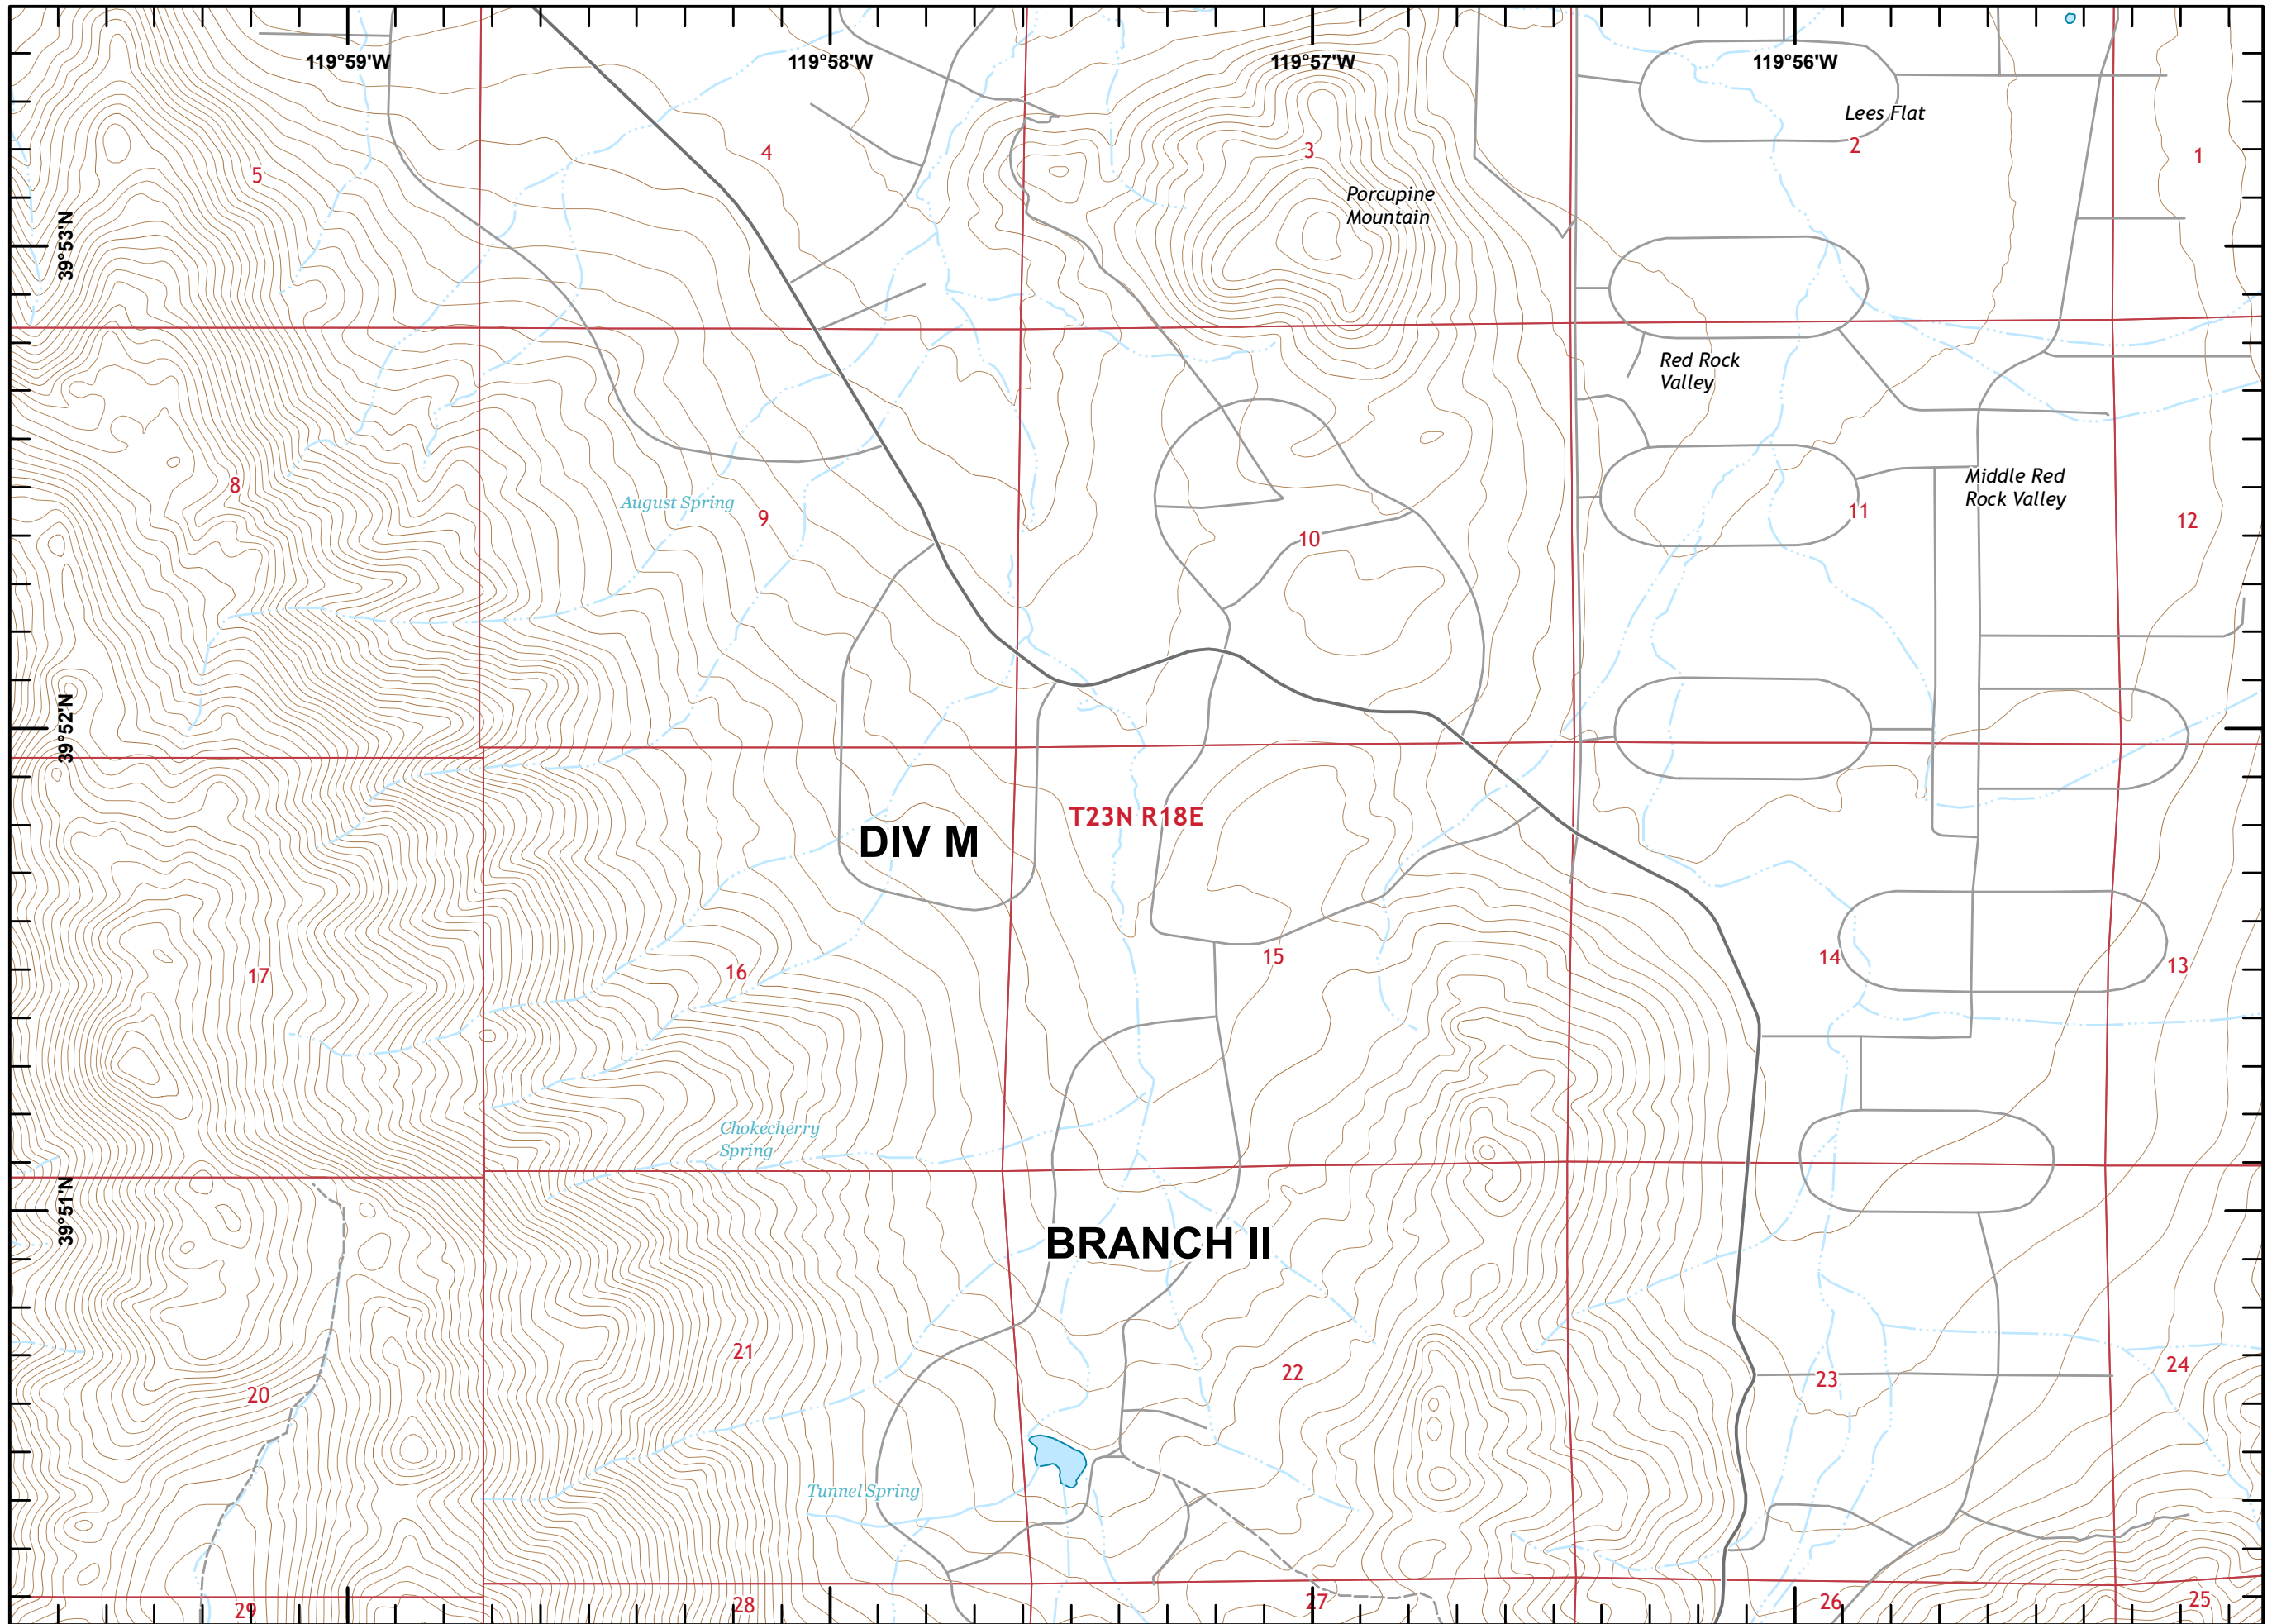 119°59'W
119°58'W
119°57'W
119°56'W
Lees Flat
5
4
3
2
1
Porcupine
Mountain
39°53'N
Red Rock
Valley
8
August Spring
9
10
11
Middle Red
Rock Valley
12
39°52'N
T23N R18E
DIV M
17
16
15
14
13
Chokecherry
Spring
39°51'N
BRANCH II
20
21
22
23
24
Tunnel Spring
29
28
27
26
25